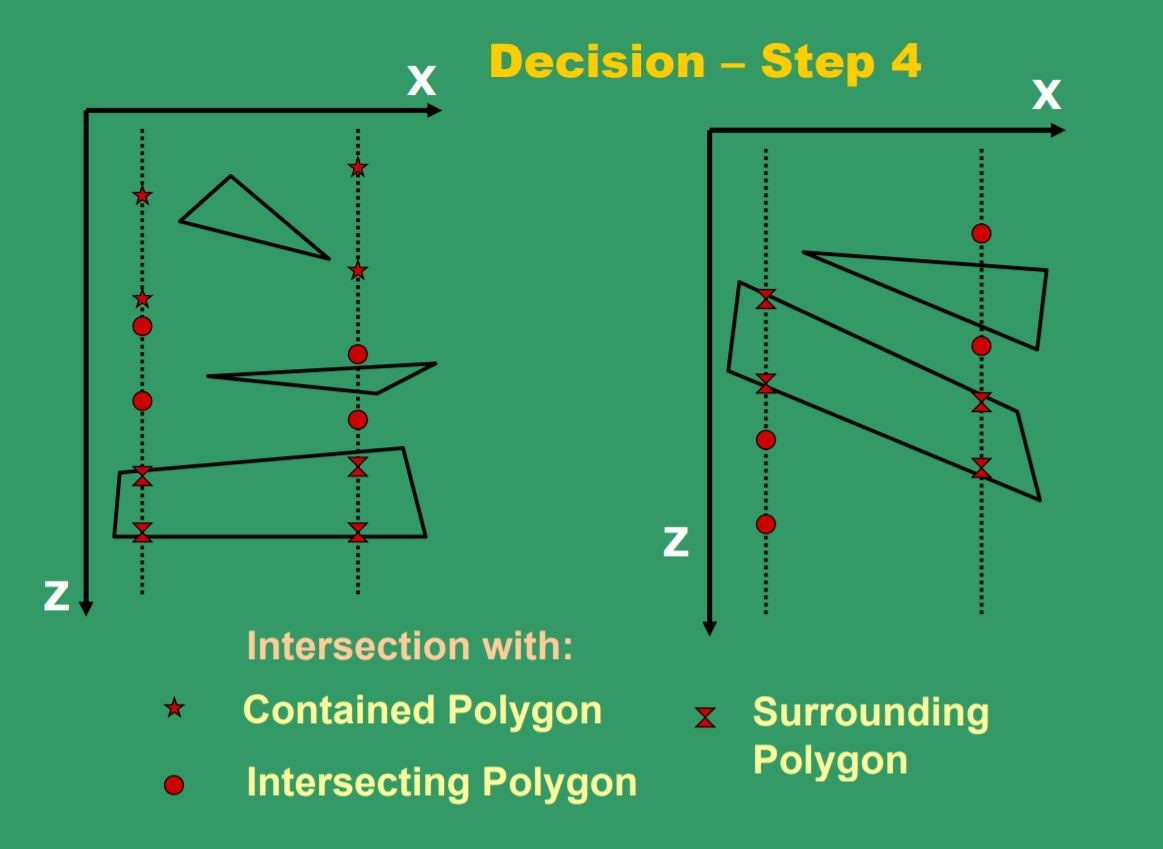 Decision – Step 4
X
X
Z
Z
Intersection with:
Contained Polygon
Intersecting Polygon
Surrounding
Polygon